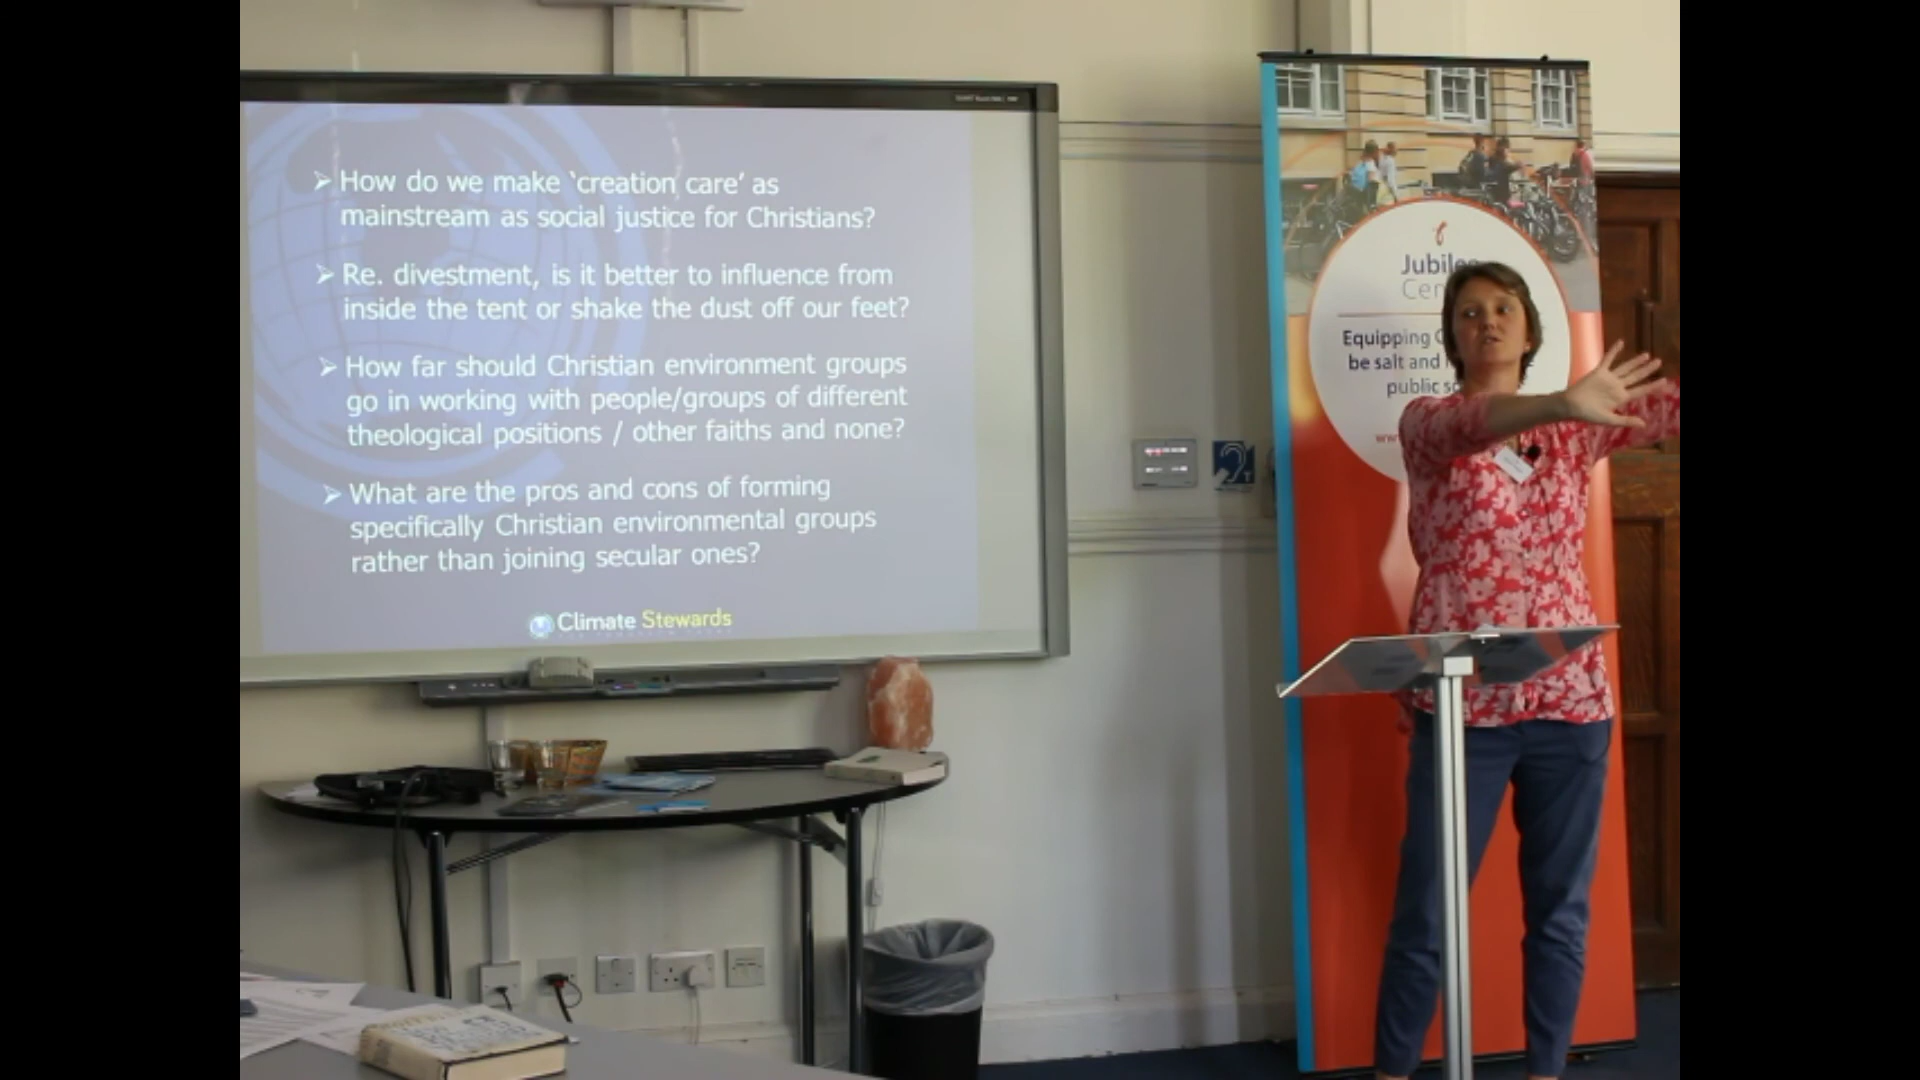 ➢ How do we make ‘creation care’ as
mainstream as social justice for Christians?
➢ Re. divestment, is it better to influence from
inside the tent or shake the dust off our feet?
➢ How far should Christian environment groups
go in working with people/groups of different
theological positions / other faiths and none?
➢ What are the pros and cons of forming
specifically Christian environmental groups
rather than joining secular ones?
Climate Stewards
Jubilee
Cen
Equipping C
be salt and
public so
www